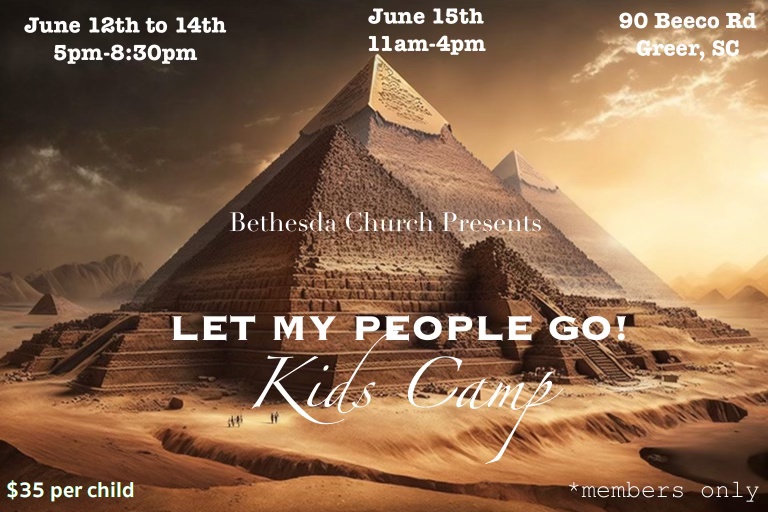 June 12th to 14th
5pm-8:30pm
June 15th
11am-4pm
90 Beeco Rd
Greer, SC
Bethesda Church Presents
LET MY PEOPLE GO!
Kids Camp
$35 per child
*members only